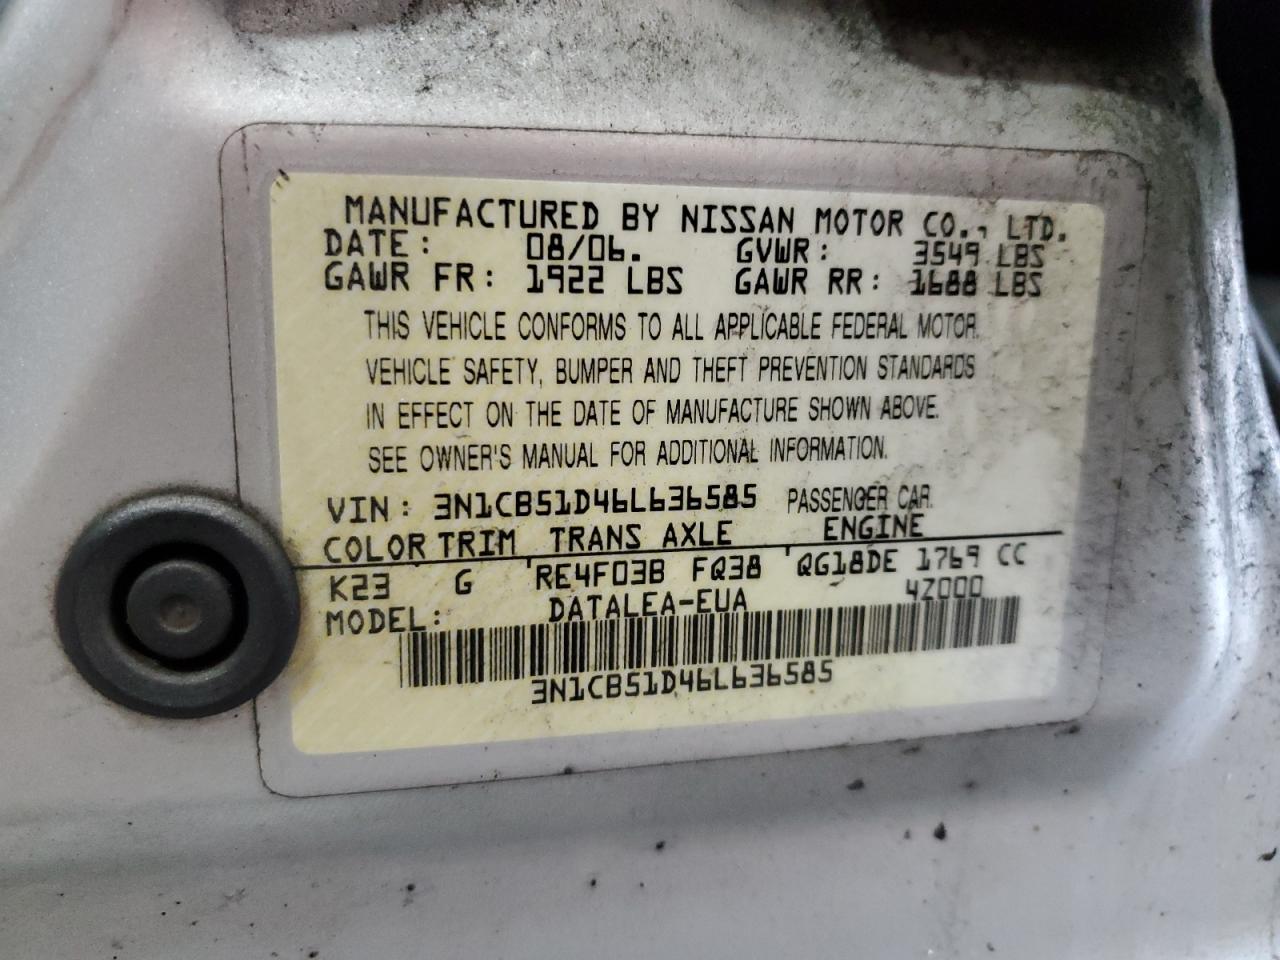 MANUFACTURED BY NISSAN MOTOR CO., LTD.
DATE: 08/06. GVWR: 3549 LBS
GAWR FR: 1922 LBS GAWR RR: 1688 LBS
THIS VEHICLE CONFORMS TO ALL APPLICABLE FEDERAL MOTOR
VEHICLE SAFETY, BUMPER AND THEFT PREVENTION STANDARDS
IN EFFECT ON THE DATE OF MANUFACTURE SHOWN ABOVE.
SEE OWNER'S MANUAL FOR ADDITIONAL INFORMATION.
VIN: 3N1CB51D46L636585 PASSENGER CAR.
COLOR TRIM TRANS AXLE ENGINE
K23 G RE4F03B FQ38 QG18DE 1769 CC
MODEL: DATALEA-EUA 4Z000
3N1CB51D46L636585